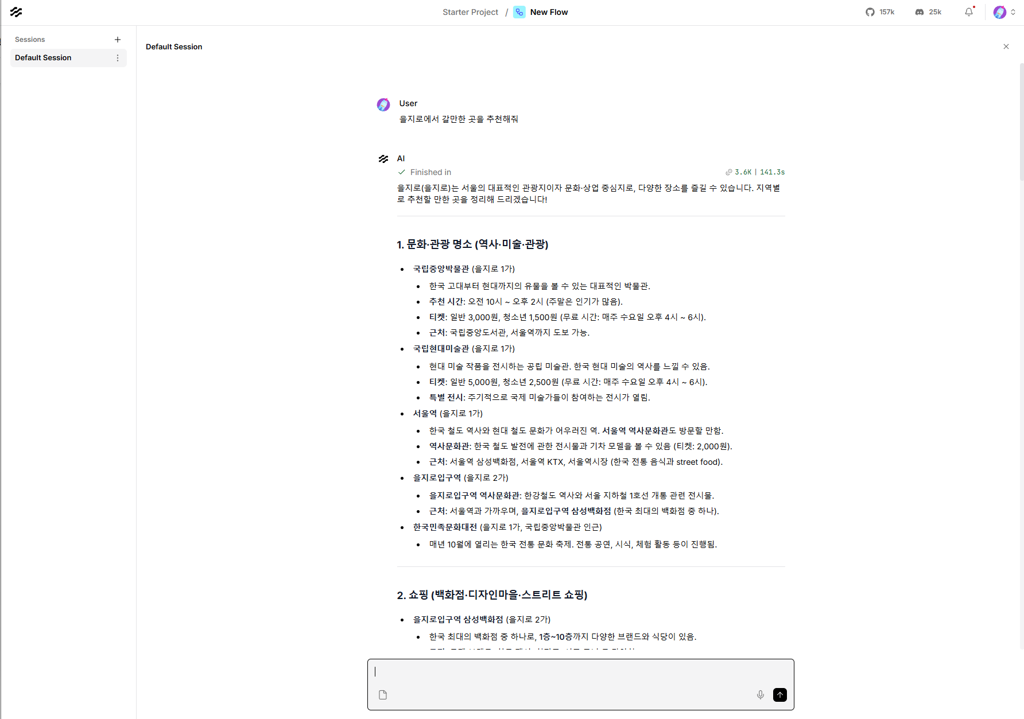 Starter Project / New Flow
157k
25k
Sessions
Default Session
Default Session
User
을지로에서 갈만한 곳을 추천해줘
AI
Finished in
3.6K | 141.3s
을지로(을지로)는 서울의 대표적인 관광지이자 문화·상업 중심지로, 다양한 장소를 즐길 수 있습니다. 지역별
로 추천할 만한 곳을 정리해 드리겠습니다!
1. 문화·관광 명소 (역사·미술·관광)
국립중앙박물관 (을지로 1가)
한국 고대부터 현대까지의 유물을 볼 수 있는 대표적인 박물관.
추천 시간: 오전 10시 ~ 오후 2시 (주말은 인기가 많음).
티켓: 일반 3,000원, 청소년 1,500원 (무료 시간: 매주 수요일 오후 4시 ~ 6시).
근처: 국립중앙도서관, 서울역까지 도보 가능.
국립현대미술관 (을지로 1가)
현대 미술 작품을 전시하는 공립 미술관. 한국 현대 미술의 역사를 느낄 수 있음.
티켓: 일반 5,000원, 청소년 2,500원 (무료 시간: 매주 수요일 오후 4시 ~ 6시).
특별 전시: 주기적으로 국제 미술가들이 참여하는 전시가 열림.
서울역 (을지로 1가)
한국 철도 역사와 현대 철도 문화가 어우러진 역. 서울역 역사문화관도 방문할 만함.
역사문화관: 한국 철도 발전에 관한 전시물과 기차 모델을 볼 수 있음 (티켓: 2,000원).
근처: 서울역 삼성백화점, 서울역 KTX, 서울역시장 (한국 전통 음식과 street food).
을지로입구역 (을지로 2가)
을지로입구역 역사문화관: 한강철도 역사와 서울 지하철 1호선 개통 관련 전시물.
근처: 서울역과 가까우며, 을지로입구역 삼성백화점 (한국 최대의 백화점 중 하나).
한국민족문화대전 (을지로 1가, 국립중앙박물관 인근)
매년 10월에 열리는 한국 전통 문화 축제. 전통 공연, 시식, 체험 활동 등이 진행됨.
2. 쇼핑 (백화점·디자인마을·스트리트 쇼핑)
을지로입구역 삼성백화점 (을지로 2가)
한국 최대의 백화점 중 하나로, 1층~10층까지 다양한 브랜드와 식당이 있음.